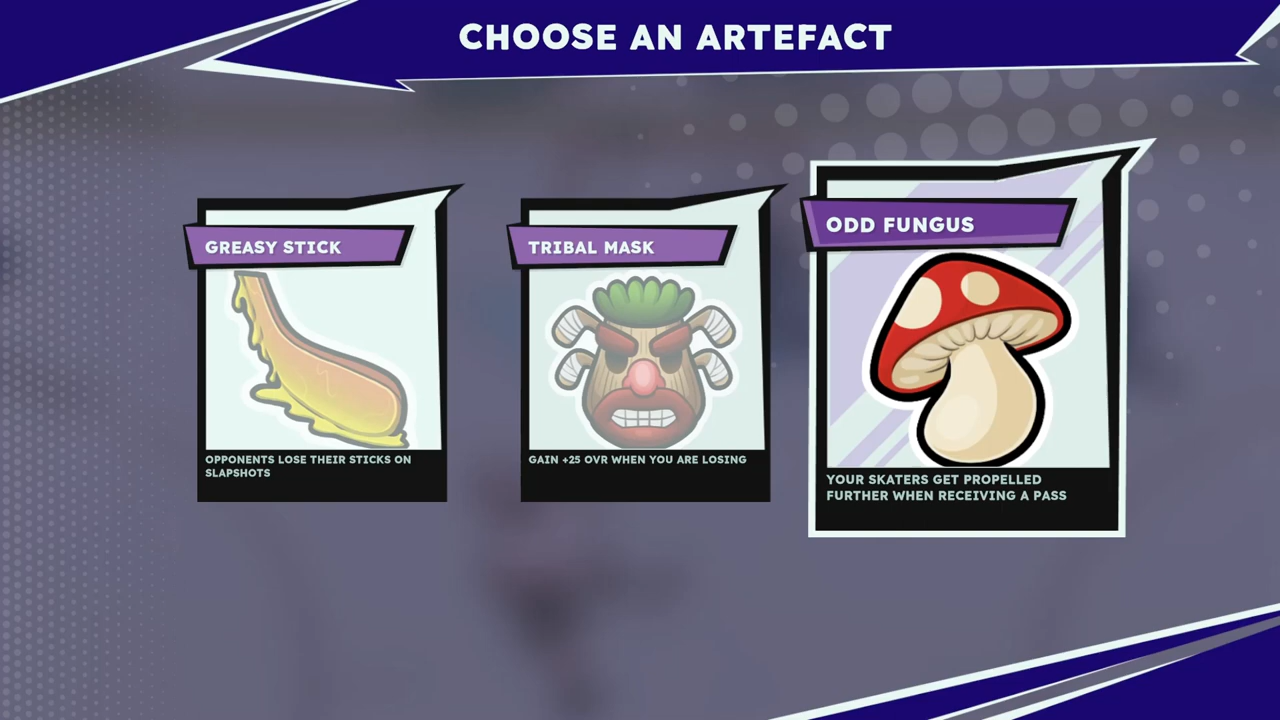 CHOOSE AN ARTEFACT
GREASY STICK
OPPONENTS LOSE THEIR STICKS ON
SLAPSHOTS
TRIBAL MASK
GAIN +25 OVR WHEN YOU ARE LOSING
ODD FUNGUS
YOUR SKATERS GET PROPELLED
FURTHER WHEN RECEIVING A PASS